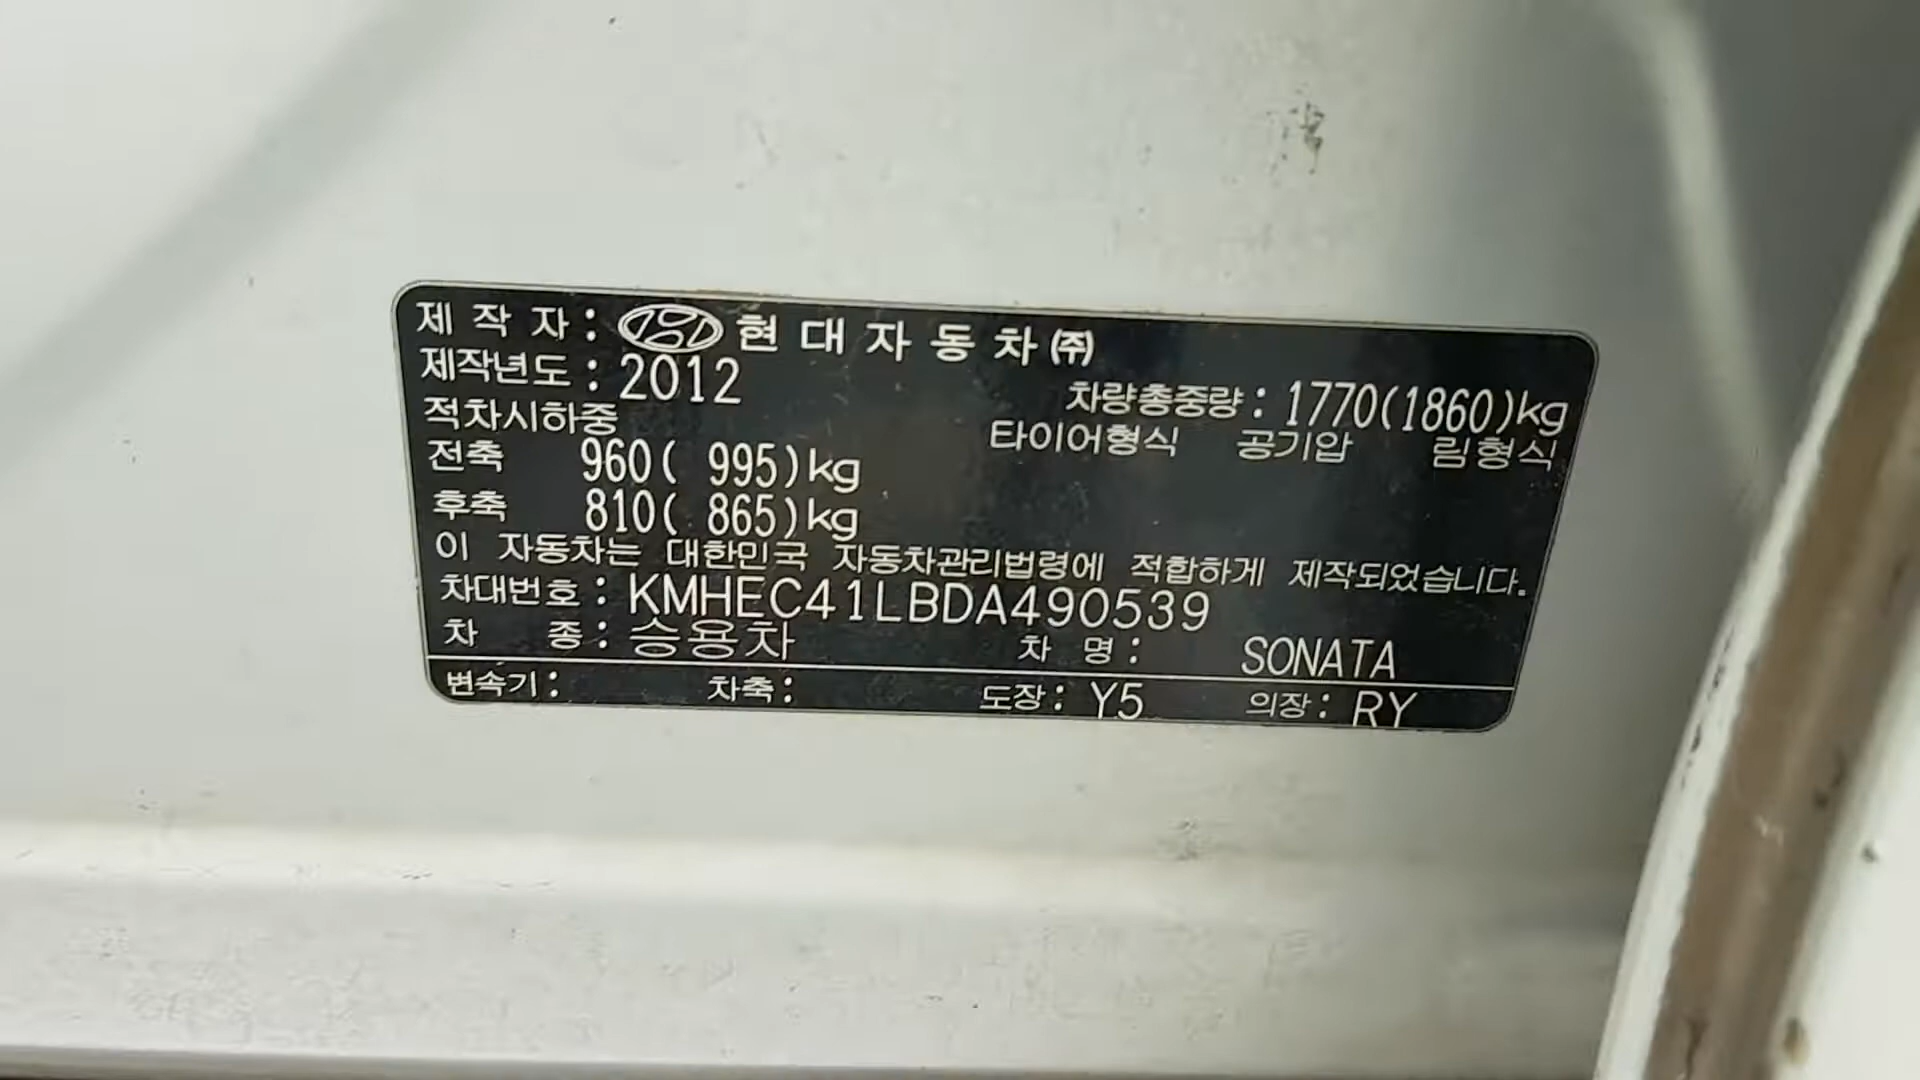 제 작 자 : 현 대 자 동 차 ㈜
제작년도 : 2012
차량총중량 : 1770(1860)kg
적차시하중
타이어형식 공기압 림형식
전축 960( 995)kg
후축 810( 865)kg
이 자동차는 대한민국 자동차관리법령에 적합하게 제작되었습니다.
차대번호 : KMHEC41LBDA490539
차 종 : 승용차 차 명 : SONATA
변속기 : 차축 : 도장 : Y5 의장 : RY